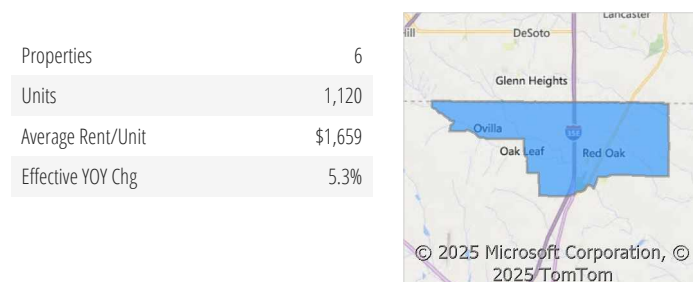 Properties 6
Units 1,120
Average Rent/Unit $1,659
Effective YOY Chg 5.3%
Lancaster
DeSoto
Glenn Heights
Ovilla
Oak Leaf
Red Oak
© 2025 Microsoft Corporation, ©
2025 TomTom